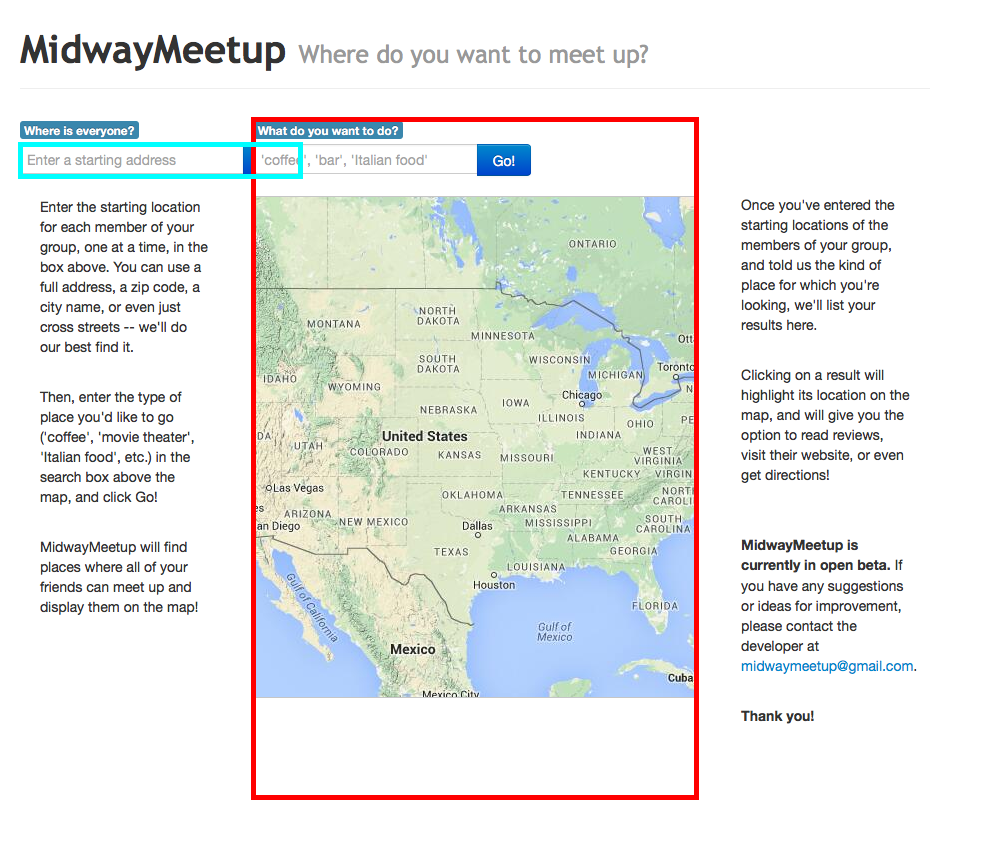 MidwayMeetup Where do you want to meet up?
Where is everyone?
Enter a starting address
Enter the starting location
for each member of your
group, one at a time, in the
box above. You can use a
full address, a zip code, a
city name, or even just
cross streets -- we'll do
our best find it.
Then, enter the type of
place you'd like to go
('coffee', 'movie theater',
'Italian food', etc.) in the
search box above the
map, and click Go!
MidwayMeetup will find
places where all of your
friends can meet up and
display them on the map!
What do you want to do?
'coffee', 'bar', 'Italian food'
Go!
ONTARIO
MONTANA
NORTH
DAKOTA
MINNESOTA
Ott
SOUTH
DAKOTA
WISCONSIN
MICHIGAN
Toronto
IDAHO
WYOMING
N
Chicago
IOWA
NEBRASKA
ILLINOIS
OHIO
PE
INDIANA
United States
DA
UTAH
COLORADO
KANSAS
MISSOURI
WEST
VIRGINIA
KENTUCKY
VIRGIN
Las Vegas
OKLAHOMA
TENNESSEE
NORT
CAROLI
es
ARIZONA
NEW MEXICO
ARKANSAS
MISSISSIPPI
SOUTH
CAROLINA
an Diego
Dallas
ALABAMA
TEXAS
GEORGIA
LOUISIANA
Houston
FLORIDA
Gulf of California
Gulf of
Mexico
Mexico
Cuba
Mexico City
Once you've entered the
starting locations of the
members of your group,
and told us the kind of
place for which you're
looking, we'll list your
results here.
Clicking on a result will
highlight its location on the
map, and will give you the
option to read reviews,
visit their website, or even
get directions!
MidwayMeetup is
currently in open beta. If
you have any suggestions
or ideas for improvement,
please contact the
developer at
midwaymeetup@gmail.com.
Thank you!